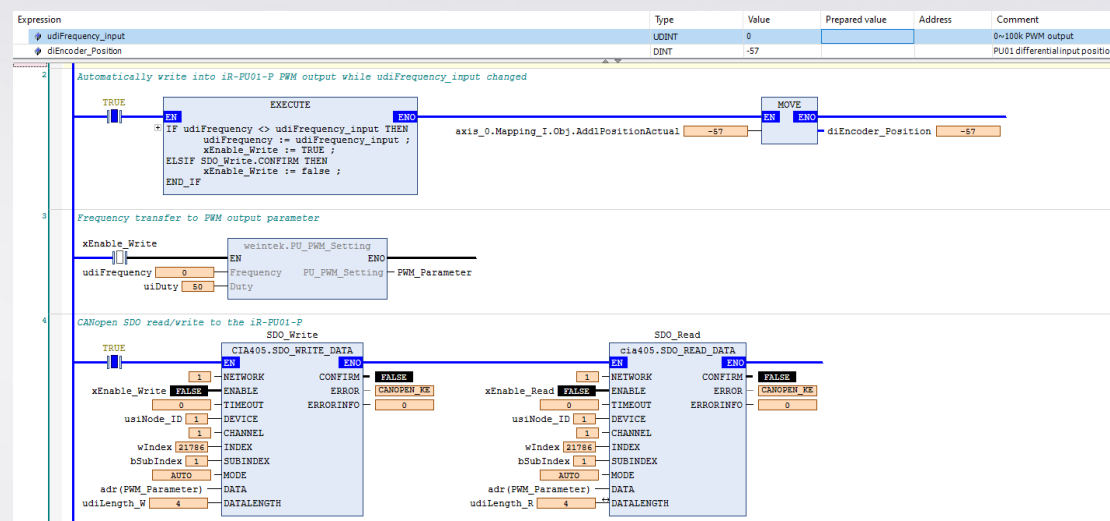 Expression Type Value Prepared value Address Comment
udiFrequency_input UDINT 0 0~100k PWM output
diEncoder_Position DINT -57 PU01 differential input positio
2 Automatically write into iR-PU01-P PWM output while udiFrequency_input changed
TRUE EXECUTE MOVE
EN ENO EN ENO
IF udiFrequency <> udiFrequency_input THEN axis_0.Mapping_I.Obj.AddlPositionActual -57 diEncoder_Position -57
udiFrequency := udiFrequency_input ;
xEnable_Write := TRUE ;
ELSIF SDO_Write.CONFIRM THEN
xEnable_Write := false ;
END_IF
3 Frequency transfer to PWM output parameter
xEnable_Write weintek.PU_PWM_Setting
EN ENO
udiFrequency 0 Frequency PU_PWM_Setting PWM_Parameter
uiDuty 50 Duty
4 CANopen SDO read/write to the iR-PU01-P
SDO_Write SDO_Read
TRUE CIA405.SDO_WRITE_DATA cia405.SDO_READ_DATA
EN ENO EN ENO
1 NETWORK CONFIRM FALSE 1 NETWORK CONFIRM FALSE
xEnable_Write FALSE ENABLE ERROR CANOPEN_KE xEnable_Read FALSE ENABLE ERROR CANOPEN_KE
0 TIMEOUT ERRORINFO 0 0 TIMEOUT ERRORINFO 0
usiNode_ID 1 DEVICE usiNode_ID 1 DEVICE
1 CHANNEL 1 CHANNEL
wIndex 21786 INDEX wIndex 21786 INDEX
bSubIndex 1 SUBINDEX bSubIndex 1 SUBINDEX
AUTO MODE AUTO MODE
adr(PWM_Parameter) DATA adr(PWM_Parameter) DATA
udiLength_W 4 DATALENGTH udiLength_R 4 DATALENGTH